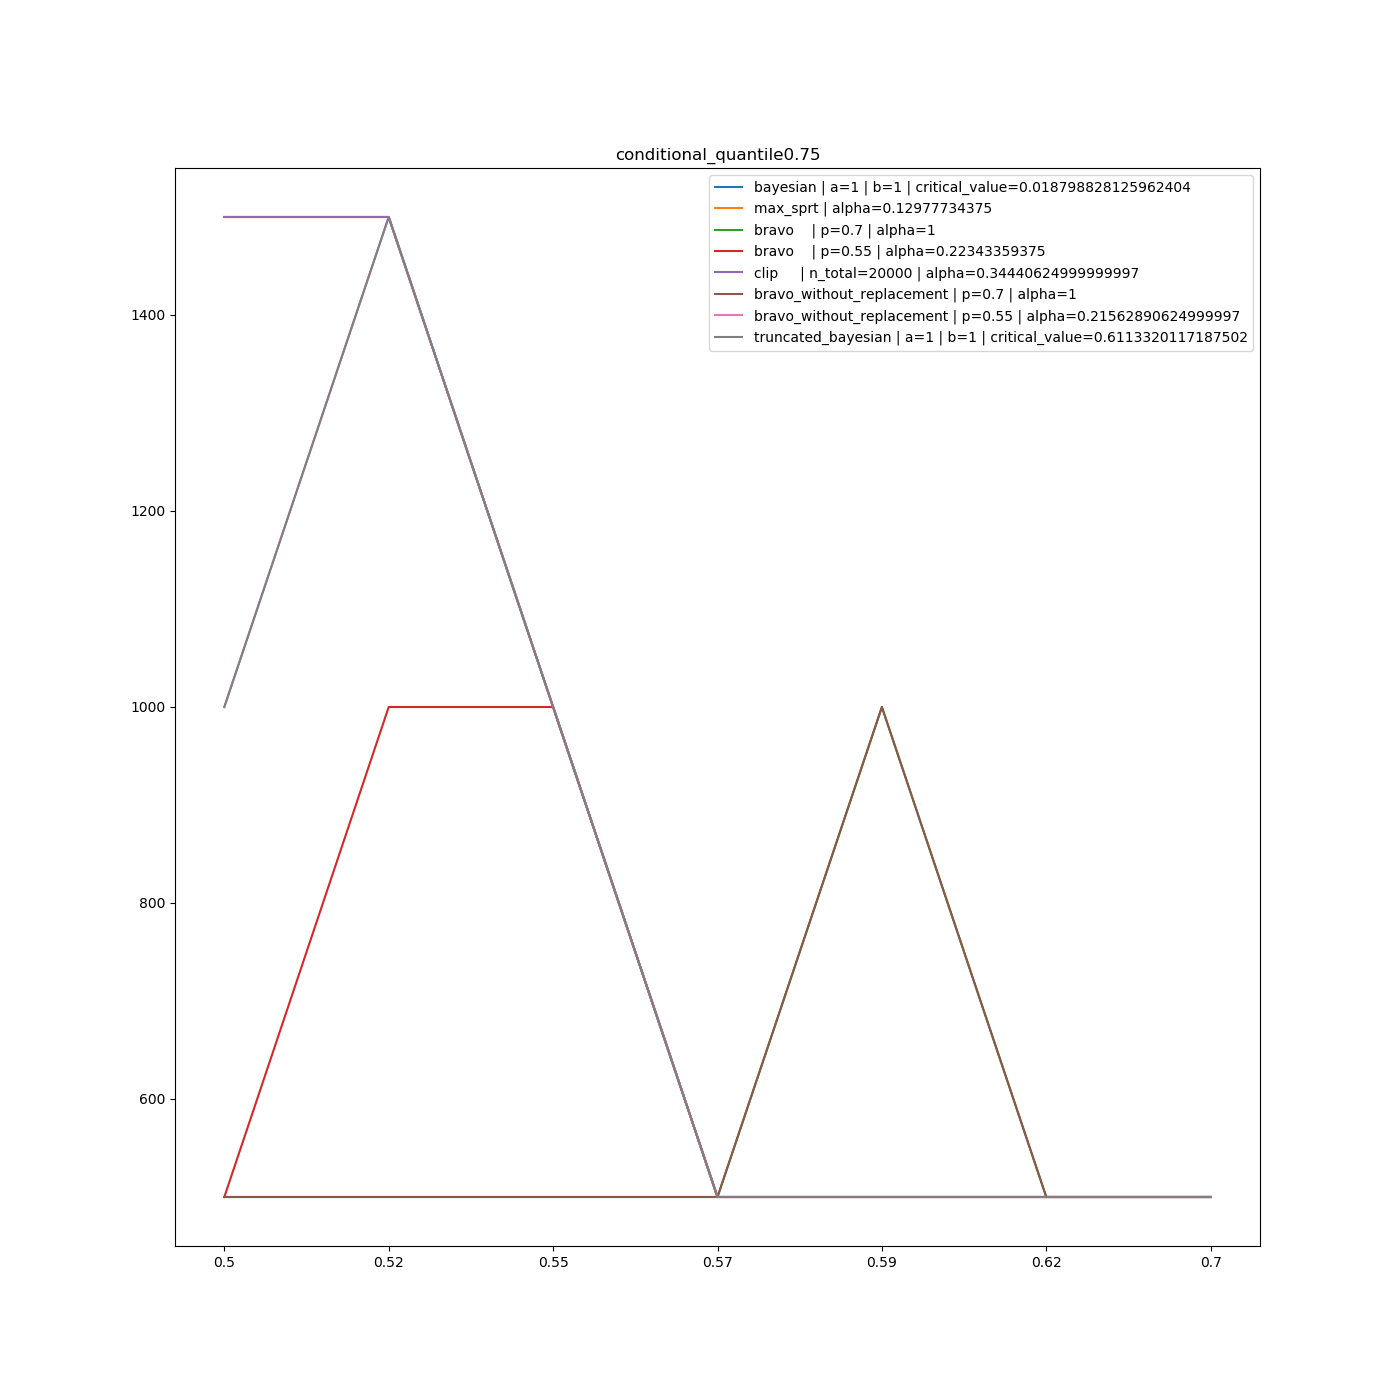 conditional_quantile0.75
bayesian | a=1 | b=1 | critical_value=0.018798828125962404
max_sprt | alpha=0.12977734375
bravo    | p=0.7 | alpha=1
bravo    | p=0.55 | alpha=0.22343359375
clip     | n_total=20000 | alpha=0.34440624999999997
bravo_without_replacement | p=0.7 | alpha=1
bravo_without_replacement | p=0.55 | alpha=0.21562890624999997
truncated_bayesian | a=1 | b=1 | critical_value=0.6113320117187502
1400
1200
1000
800
600
0.5 0.52 0.55 0.57 0.59 0.62 0.7